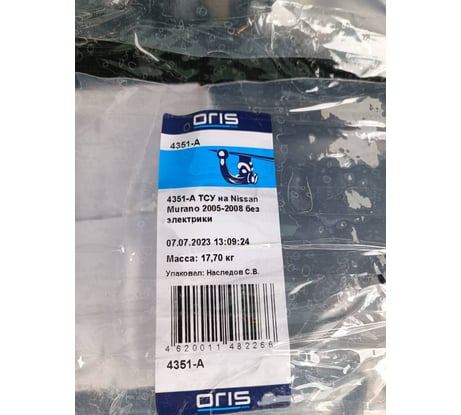 ORIS
4351-A
4351-A ТСУ на Nissan
Murano 2005-2008 без
электрики
07.07.2023 13:09:24
Масса: 17,70 кг
Упаковал: Наследов С.В.
4 620011 482266
4351-A
ORIS